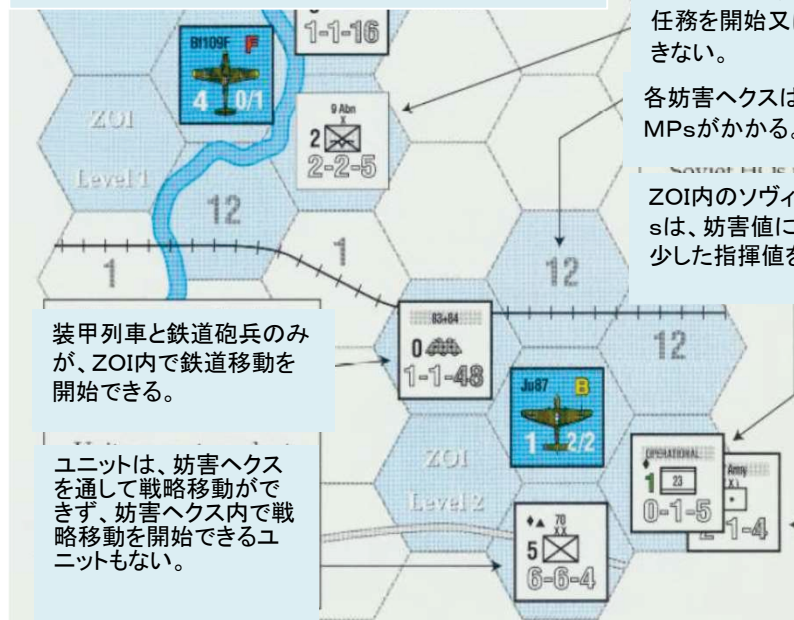 1-1-16
Bf109F F
4 0/1
任務を開始又
きない。
各妨害ヘクスは
MPsがかかる。
ZOI
Level 1
9 Abn
X
2
2-2-5
ZOI内のソヴィ
sは、妨害値に
少した指揮値を
12
1
1
12
装甲列車と鉄道砲兵のみ
が、ZOI内で鉄道移動を
開始できる。
83+84
0
1-1-48
12
Ju87 B
1 2/2
ユニットは、妨害ヘクス
を通して戦略移動がで
きず、妨害ヘクス内で戦
略移動を開始できるユ
ニットもない。
ZOI
Level 2
OPERATIONAL
1 23
0-1-5
Army
1-4
70
XX
5
6-6-4